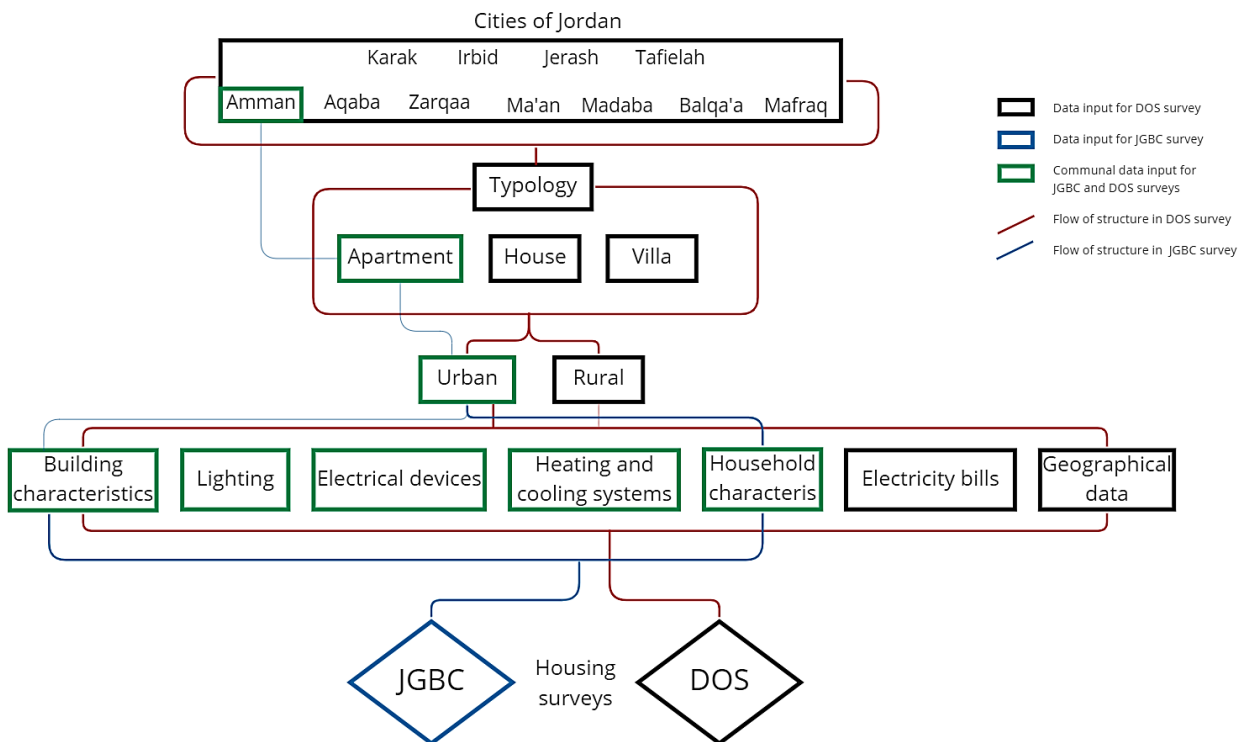 Cities of Jordan
Karak Irbid Jerash Tafielah
Amman Aqaba Zarqaa Ma'an Madaba Balqa'a Mafraq
Typology
Apartment House Villa
Urban Rural
Building
characteristics
Lighting
Electrical devices
Heating and
cooling systems
Household
characteris
Electricity bills
Geographical
data
JGBC
Housing
surveys
DOS
Data input for DOS survey
Data input for JGBC survey
Communal data input for
JGBC and DOS surveys
Flow of structure in DOS survey
Flow of structure in JGBC survey